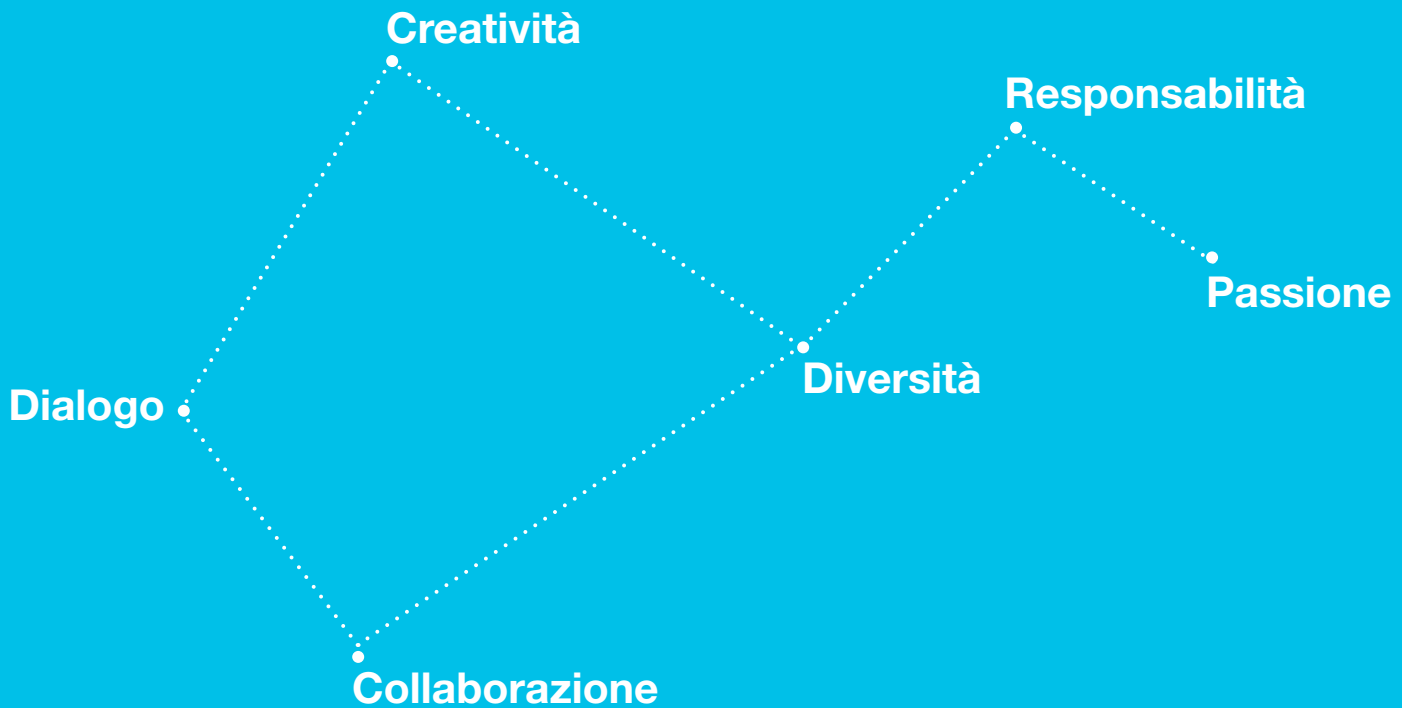 Creatività
Responsabilità
Passione
Diversità
Dialogo
Collaborazione